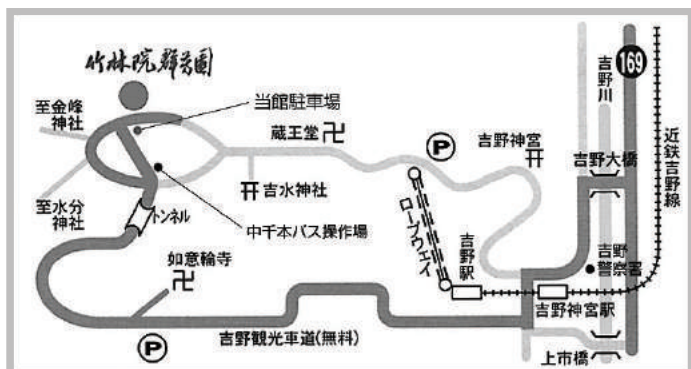 竹林院群芳園
当館駐車場
至金峰
神社
蔵王堂卍
P
吉野神宮
吉野川
169
近鉄吉野線
吉野大橋
吉水神社
至水分
神社
トンネル
中千本バス操作場
ロープウェイ
吉野駅
吉野
警察署
如意輪寺
卍
吉野神宮駅
P
吉野観光車道(無料)
上市橋